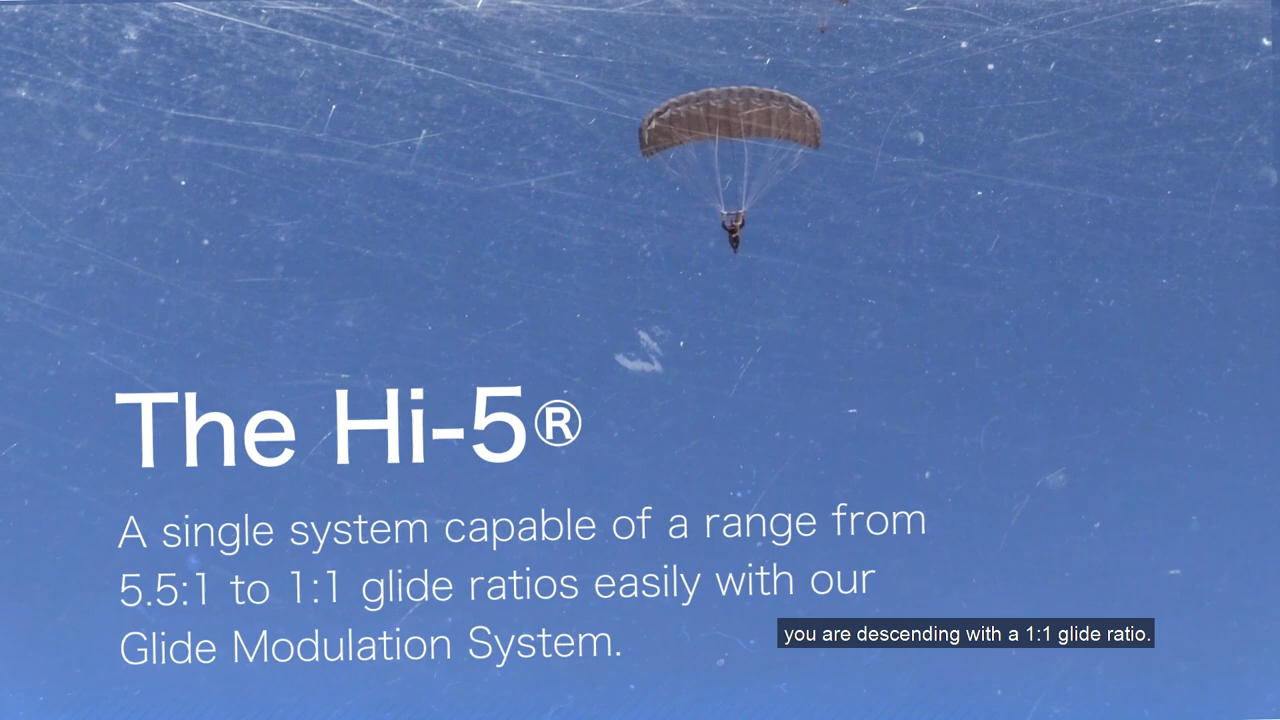 The Hi-5®
A single system capable of a range from
5.5:1 to 1:1 glide ratios easily with our
Glide Modulation System.
you are descending with a 1:1 glide ratio.